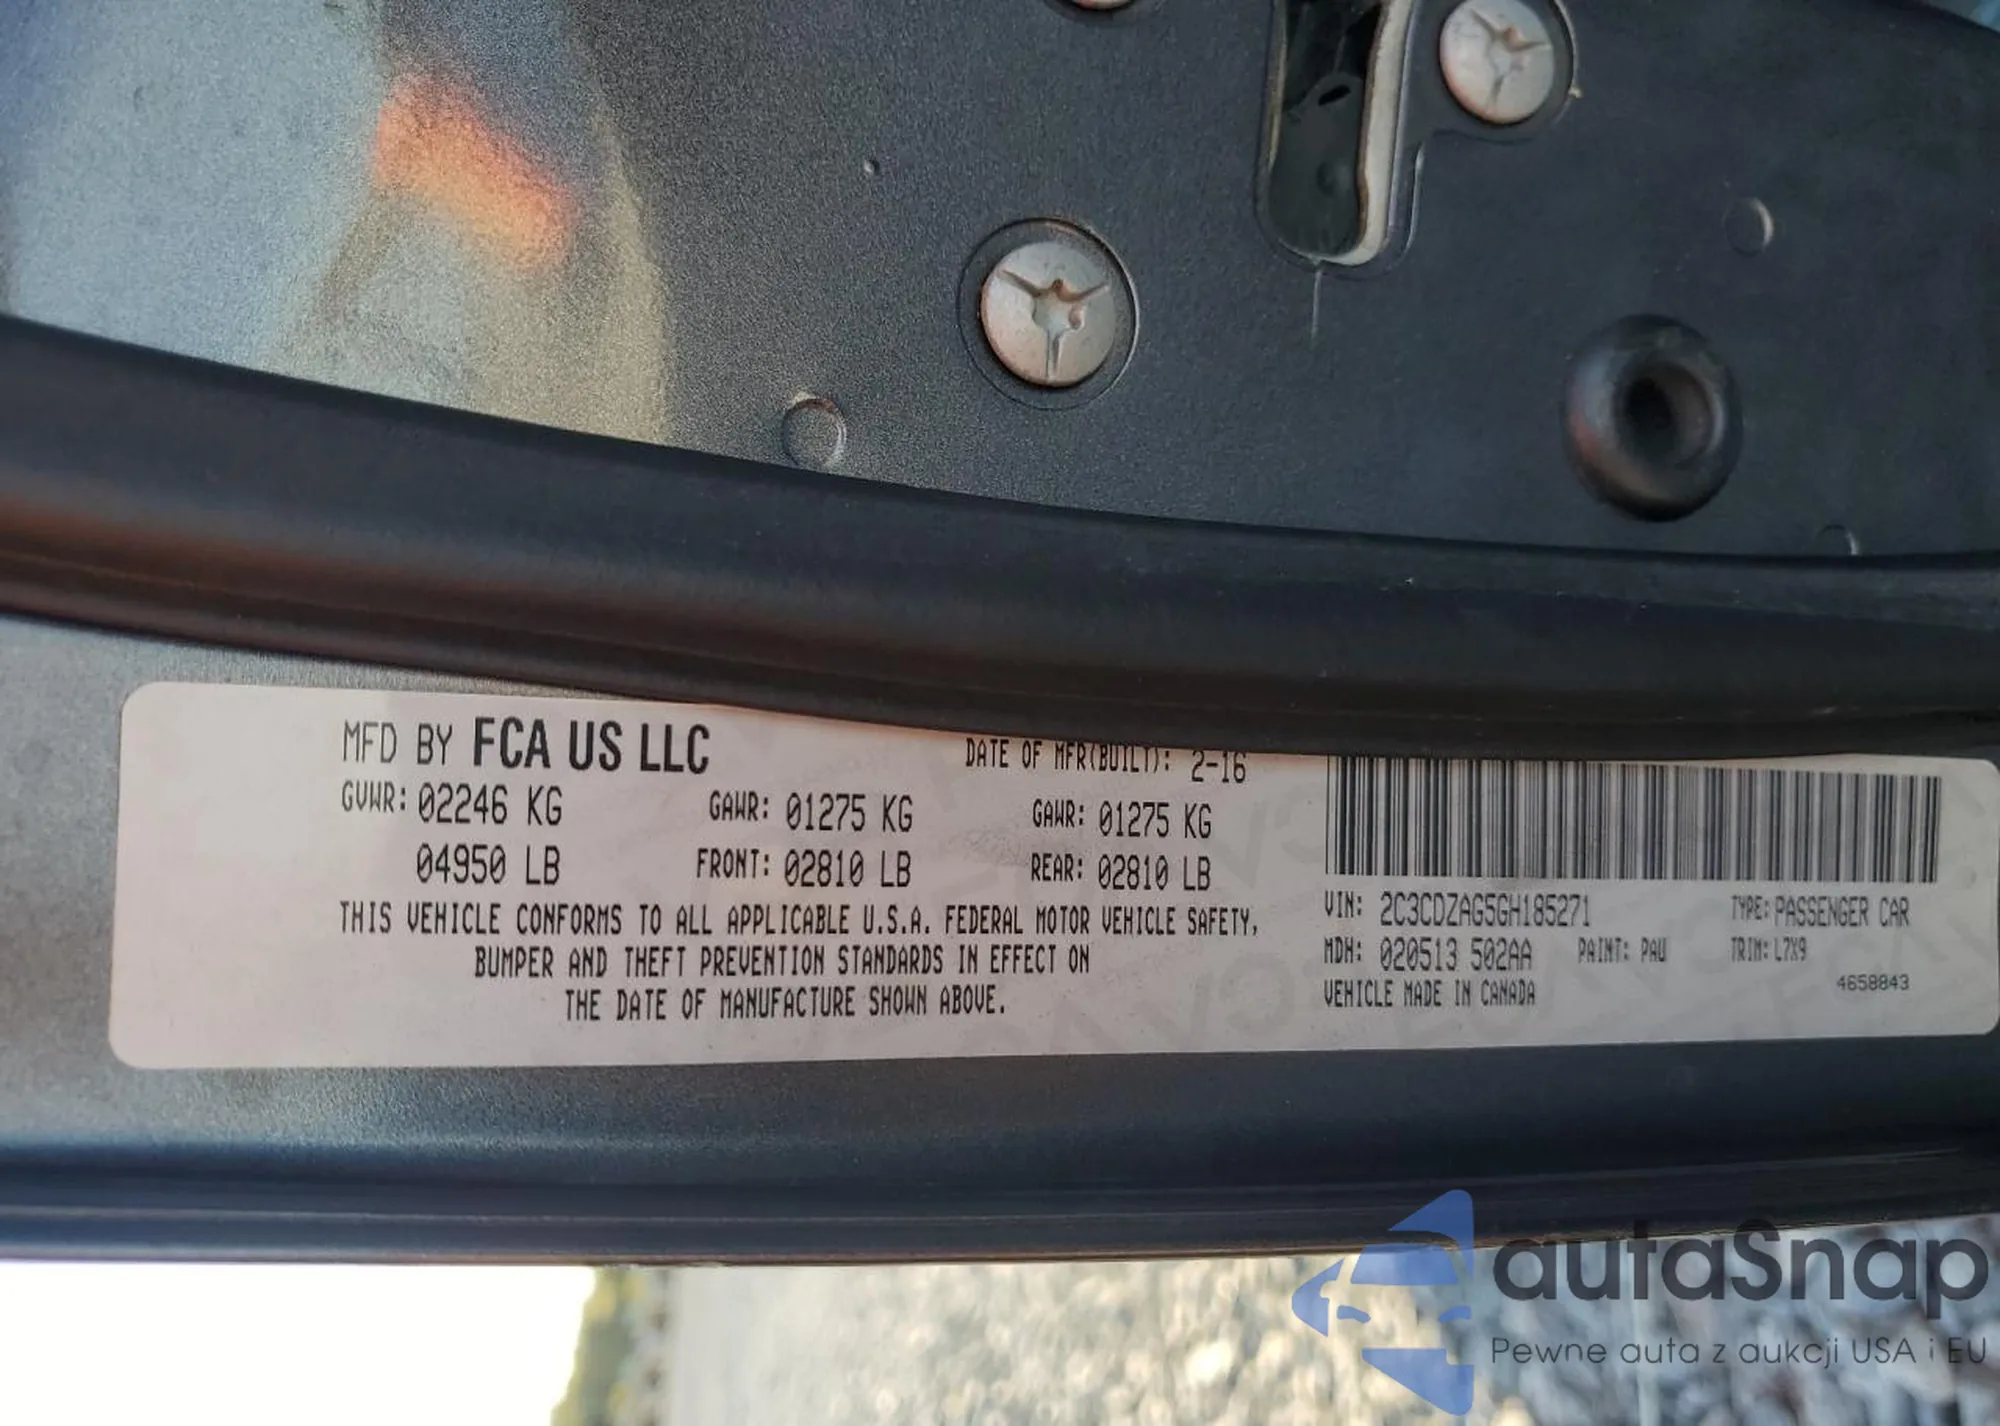 MFD BY FCA US LLC
DATE OF MFR(BUILT): 2-16
GVWR: 02246 KG
GAWR: 01275 KG
GAWR: 01275 KG
04950 LB
FRONT: 02810 LB
REAR: 02810 LB
THIS VEHICLE CONFORMS TO ALL APPLICABLE U.S.A. FEDERAL MOTOR VEHICLE SAFETY,
BUMPER AND THEFT PREVENTION STANDARDS IN EFFECT ON
THE DATE OF MANUFACTURE SHOWN ABOVE.
VIN: 2C3CDZAG5GH185271
TYPE: PASSENGER CAR
MDH: 020513 502AA
PAINT: PAU
TRIM: L7X9
VEHICLE MADE IN CANADA
4658843
autaSnap
Pewne auta z aukcji USA i EU